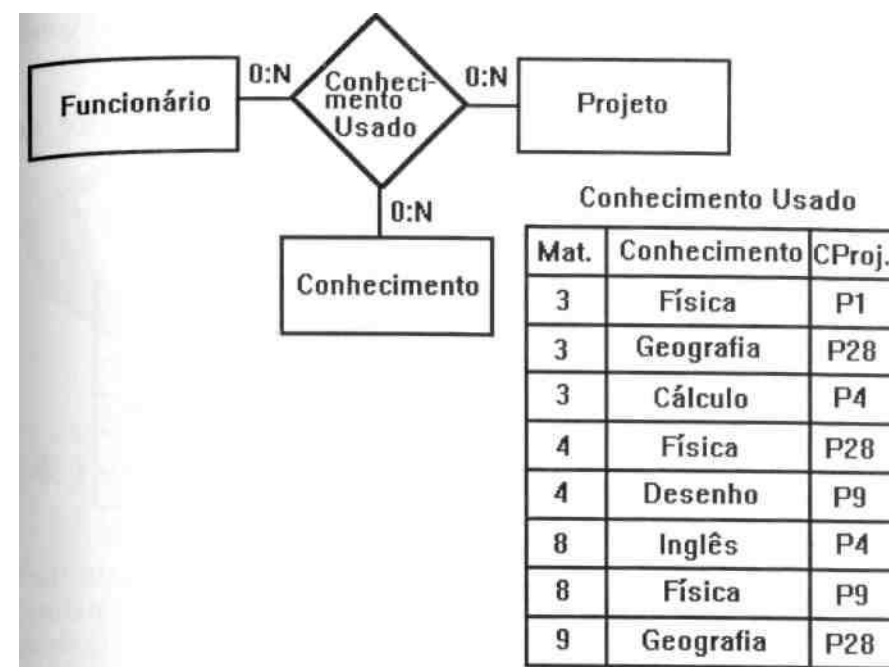 Funcionário
0:N
Conheci-
mento
Usado
0:N
Projeto
0:N
Conhecimento
Conhecimento Usado
Mat. Conhecimento CProj.
3 Física P1
3 Geografia P28
3 Cálculo P4
4 Física P28
4 Desenho P9
8 Inglês P4
8 Física P9
9 Geografia P28